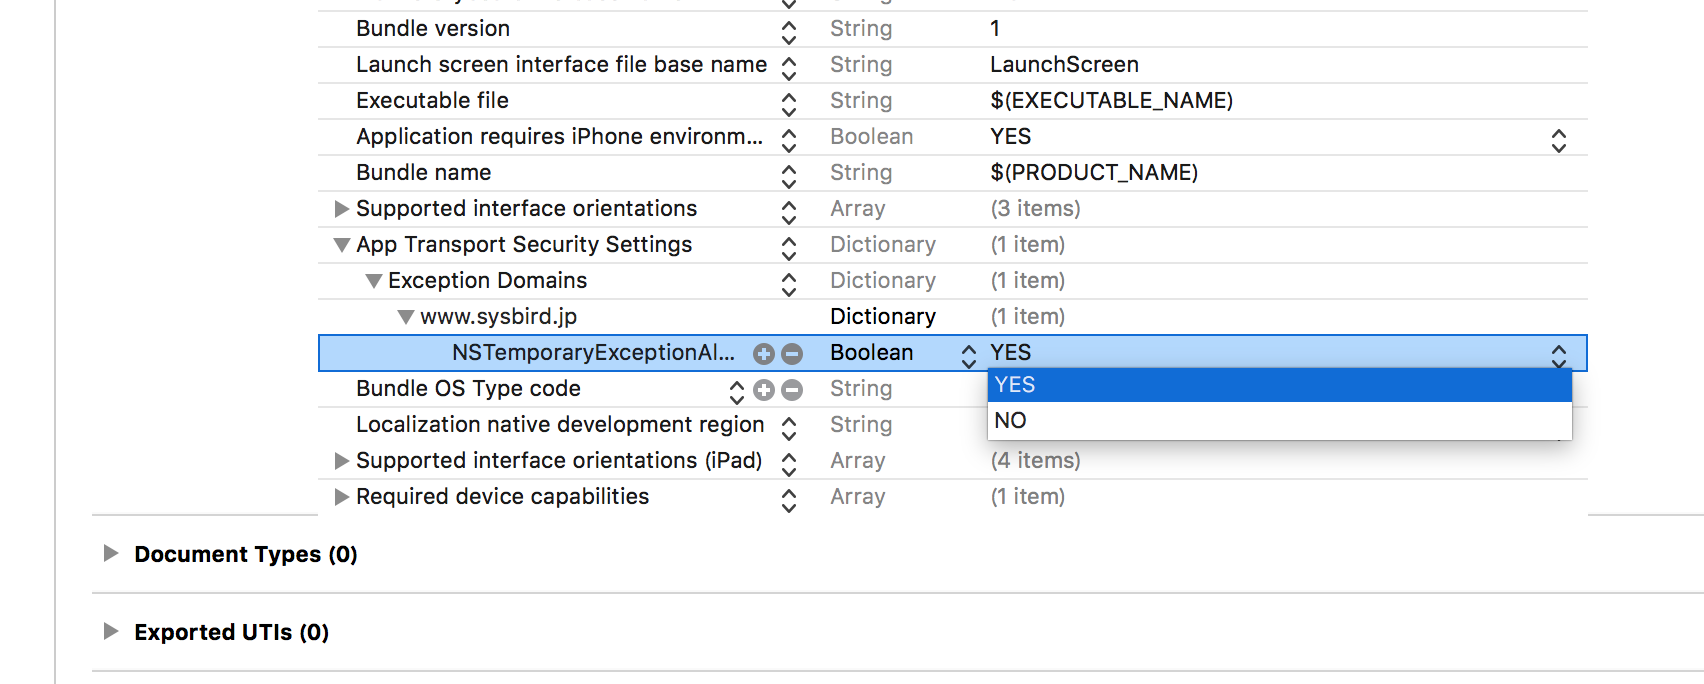 Bundle version String 1
Launch screen interface file base name String LaunchScreen
Executable file String $(EXECUTABLE_NAME)
Application requires iPhone environm... Boolean YES
Bundle name String $(PRODUCT_NAME)
Supported interface orientations Array (3 items)
App Transport Security Settings Dictionary (1 item)
Exception Domains Dictionary (1 item)
www.sysbird.jp Dictionary (1 item)
NSTemporaryExceptionAl... Boolean YES
YES
Bundle OS Type code String
NO
Localization native development region String
Supported interface orientations (iPad) Array (4 items)
Required device capabilities Array (1 item)
Document Types (0)
Exported UTIs (0)